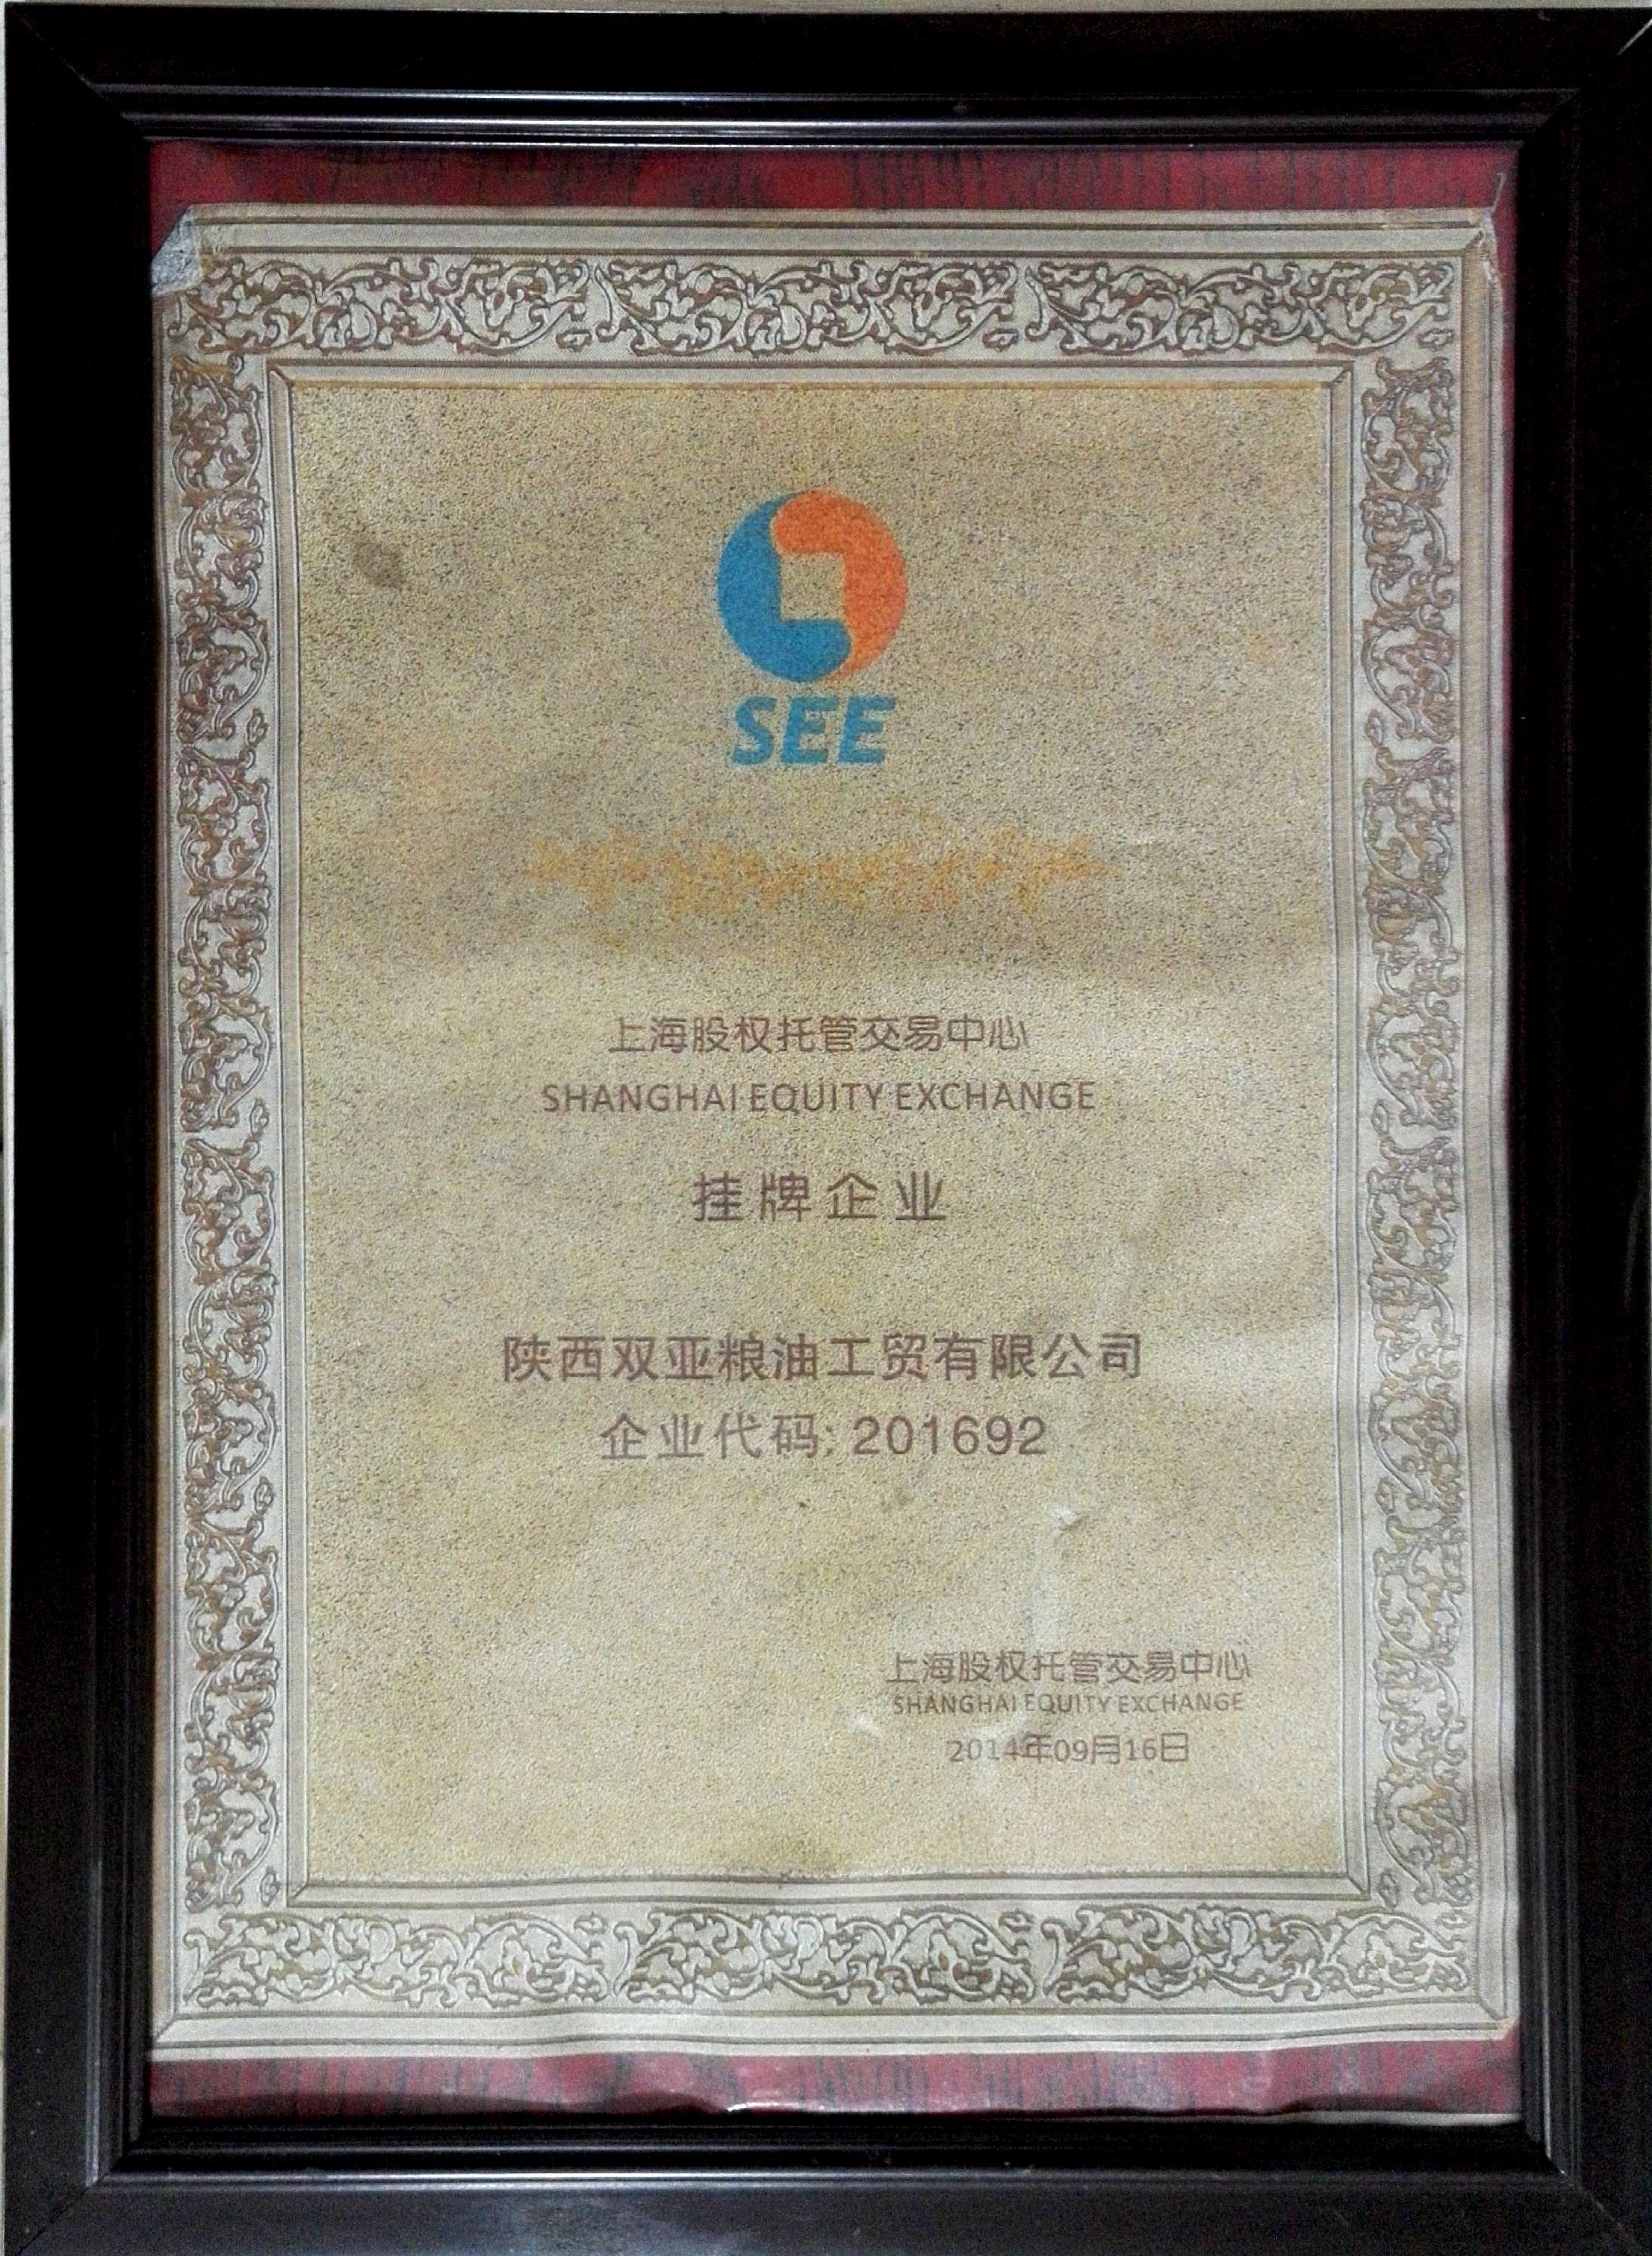 SEE
上海股权托管交易中心
SHANGHAI EQUITY EXCHANGE
挂牌企业
陕西双亚粮油工贸有限公司
企业代码: 201692
上海股权托管交易中心
SHANGHAI EQUITY EXCHANGE
2014年09月16日